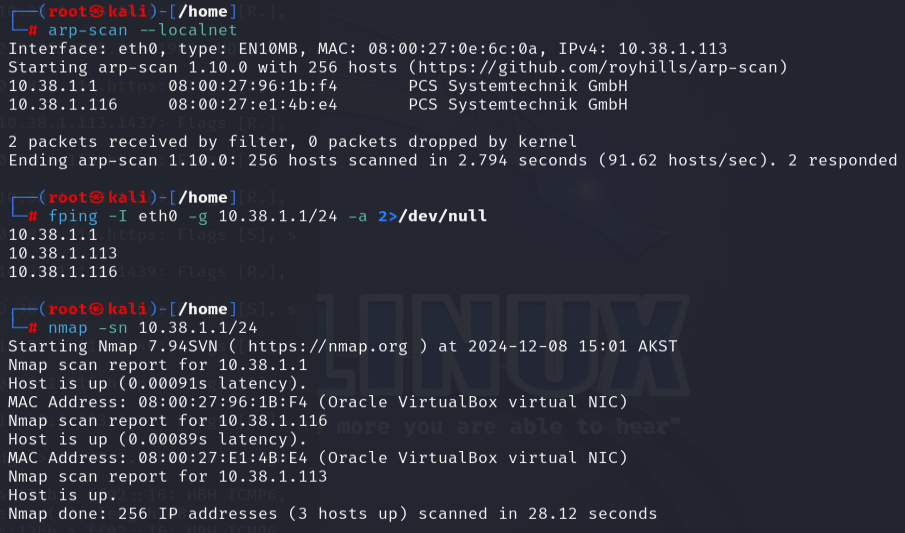 ┌──(root㉿kali)-[/home]
└─# arp-scan --localnet
Interface: eth0, type: EN10MB, MAC: 08:00:27:0e:6c:0a, IPv4: 10.38.1.113
Starting arp-scan 1.10.0 with 256 hosts (https://github.com/royhills/arp-scan)
10.38.1.1       08:00:27:96:1b:f4       PCS Systemtechnik GmbH
10.38.1.116     08:00:27:e1:4b:e4       PCS Systemtechnik GmbH
2 packets received by filter, 0 packets dropped by kernel
Ending arp-scan 1.10.0: 256 hosts scanned in 2.794 seconds (91.62 hosts/sec). 2 responded
┌──(root㉿kali)-[/home]
└─# fping -I eth0 -g 10.38.1.1/24 -a 2>/dev/null
10.38.1.1
10.38.1.113
10.38.1.116
┌──(root㉿kali)-[/home]
└─# nmap -sn 10.38.1.1/24
Starting Nmap 7.94SVN ( https://nmap.org ) at 2024-12-08 15:01 AKST
Nmap scan report for 10.38.1.1
Host is up (0.00091s latency).
MAC Address: 08:00:27:96:1B:F4 (Oracle VirtualBox virtual NIC)
Nmap scan report for 10.38.1.116
Host is up (0.00089s latency).
MAC Address: 08:00:27:E1:4B:E4 (Oracle VirtualBox virtual NIC)
Nmap scan report for 10.38.1.113
Host is up.
Nmap done: 256 IP addresses (3 hosts up) scanned in 28.12 seconds
LINUX
more you are able to hear"